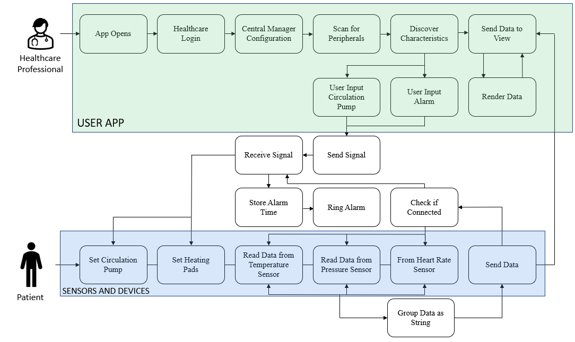 App Opens
Healthcare
Login
Central Manager
Configuration
Scan for
Peripherals
Discover
Characteristics
Send Data to
View
Healthcare
Professional
User Input
Circulation
Pump
User Input
Alarm
Render Data
USER APP
Receive Signal
Send Signal
Store Alarm
Time
Ring Alarm
Check if
Connected
Set Circulation
Pump
Set Heating
Pads
Read Data from
Temperature
Sensor
Read Data from
Pressure Sensor
From Heart Rate
Sensor
Send Data
Patient
SENSORS AND DEVICES
Group Data as
String